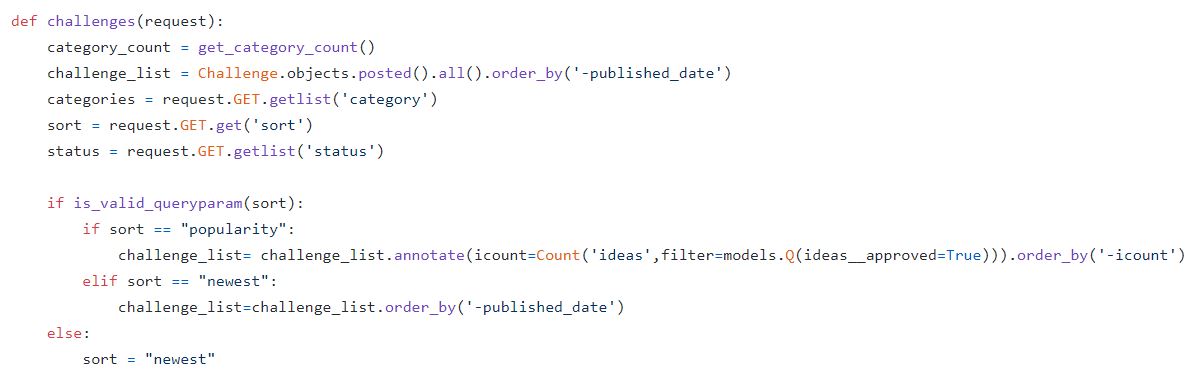 def challenges(request):
    category_count = get_category_count()
    challenge_list = Challenge.objects.posted().all().order_by('-published_date')
    categories = request.GET.getlist('category')
    sort = request.GET.get('sort')
    status = request.GET.getlist('status')

    if is_valid_queryparam(sort):
        if sort == "popularity":
            challenge_list= challenge_list.annotate(icount=Count('ideas',filter=models.Q(ideas__approved=True))).order_by('-icount')
        elif sort == "newest":
            challenge_list=challenge_list.order_by('-published_date')
    else:
        sort = "newest"